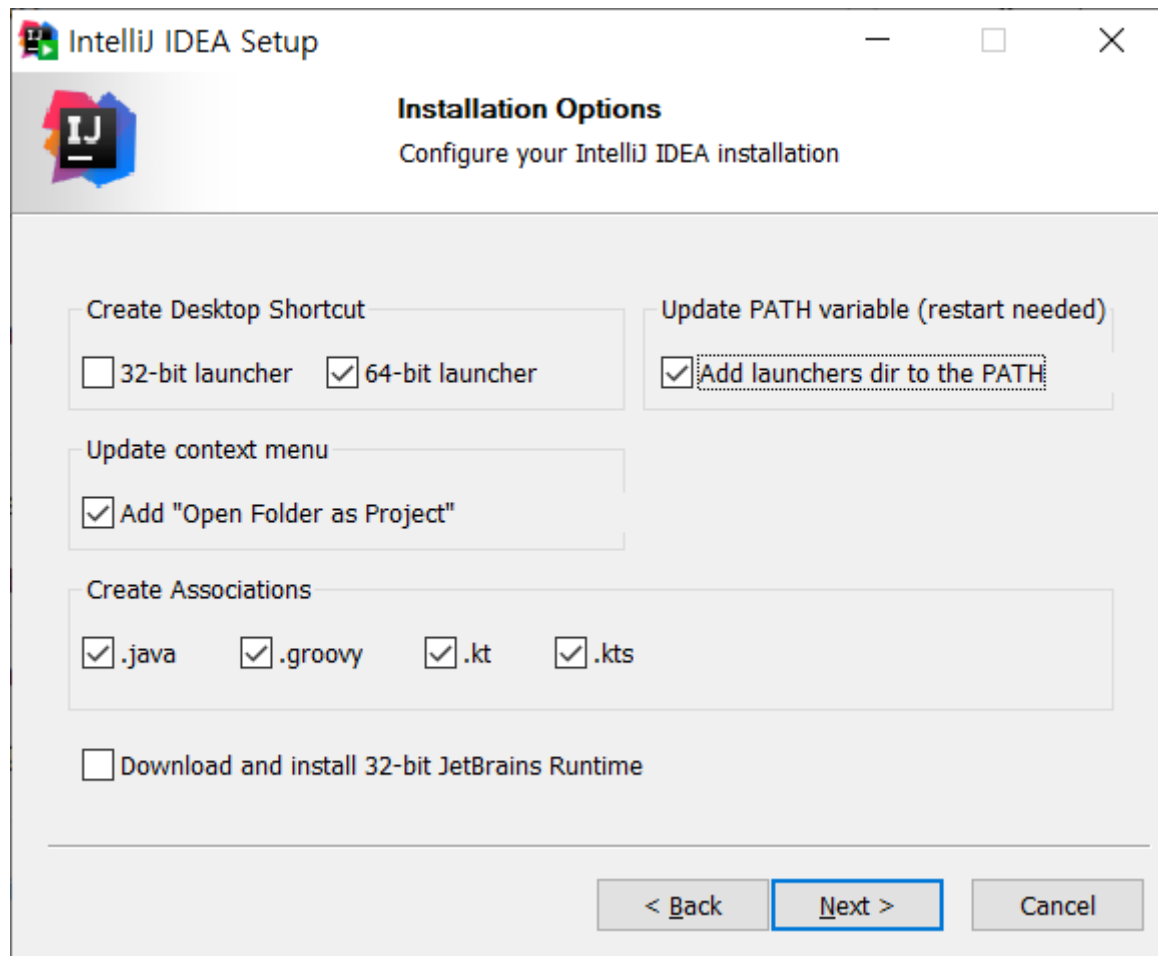 IntelliJ IDEA Setup
IJ
Installation Options
Configure your IntelliJ IDEA installation
Create Desktop Shortcut
32-bit launcher
64-bit launcher
Update PATH variable (restart needed)
Add launchers dir to the PATH
Update context menu
Add "Open Folder as Project"
Create Associations
.java
.groovy
.kt
.kts
Download and install 32-bit JetBrains Runtime
< Back
Next >
Cancel